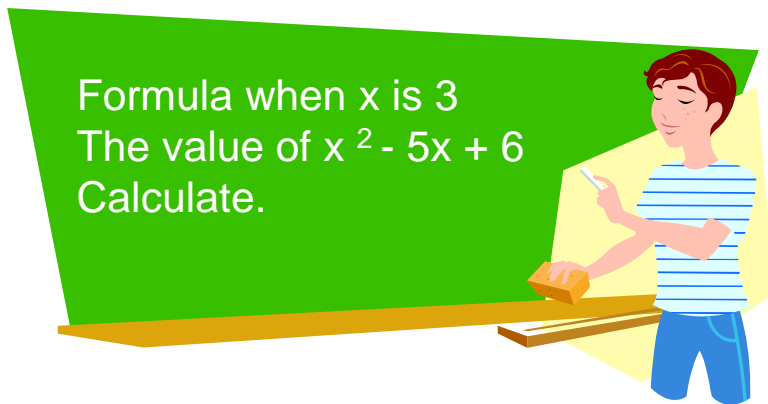 Formula when x is 3
The value of x ² - 5x + 6
Calculate.